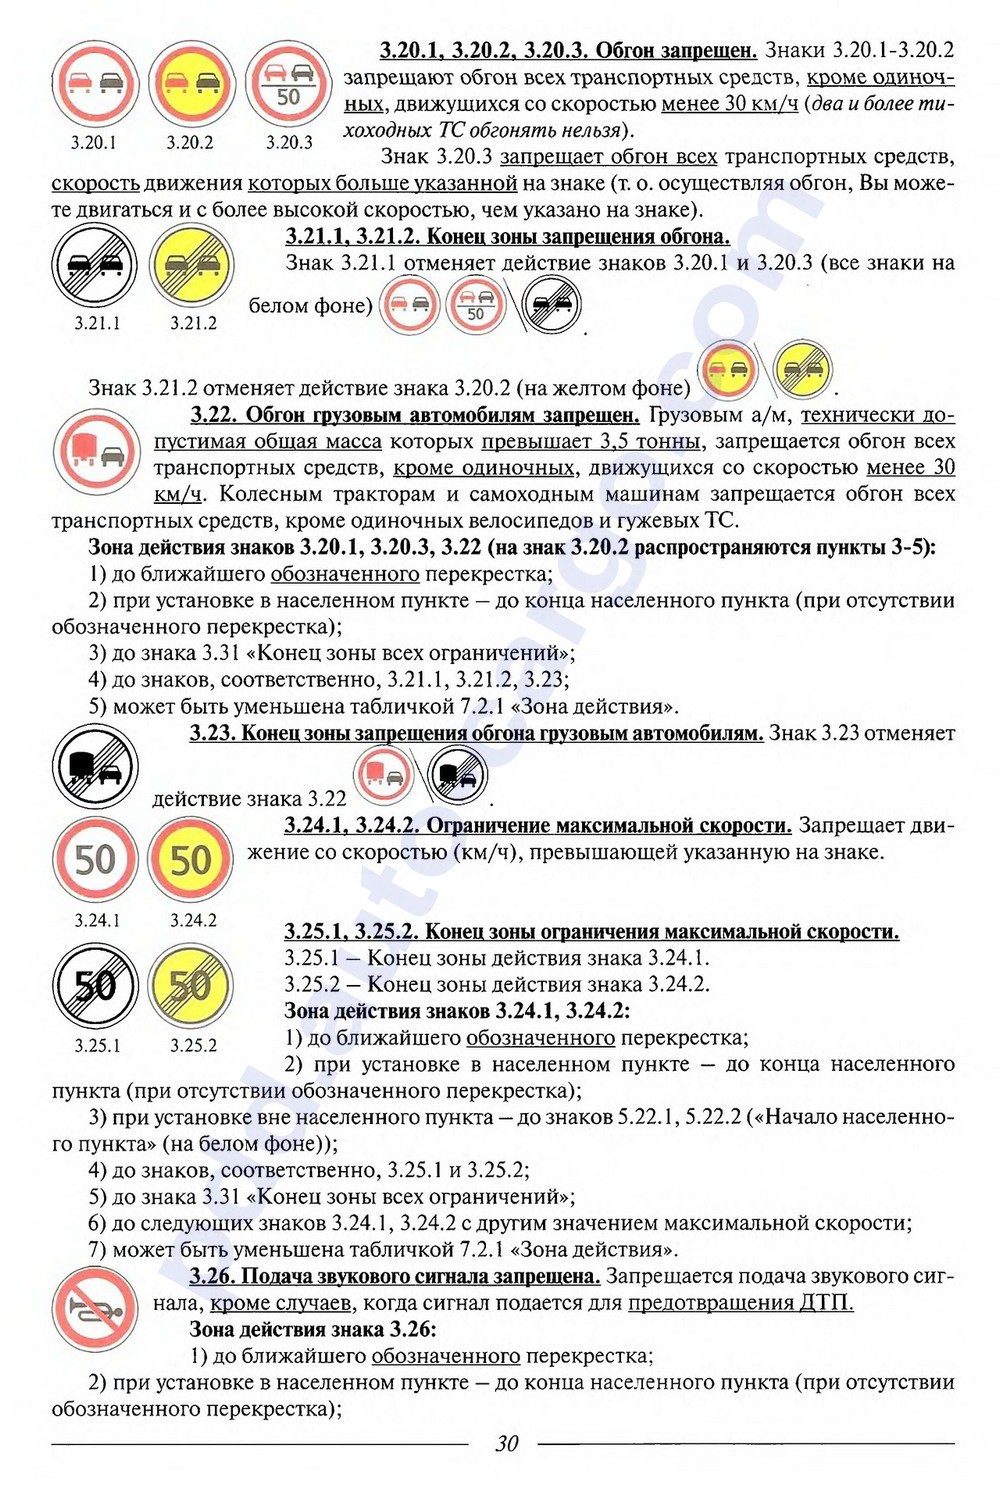 3.20.1, 3.20.2, 3.20.3. Обгон запрещен. Знаки 3.20.1-3.20.2
запрещают обгон всех транспортных средств, кроме одиноч-
ных, движущихся со скоростью менее 30 км/ч (два и более ти-
хоходных ТС обгонять нельзя).
50
3.20.1 3.20.2 3.20.3
Знак 3.20.3 запрещает обгон всех транспортных средств,
скорость движения которых больше указанной на знаке (т. о. осуществляя обгон, Вы може-
те двигаться и с более высокой скоростью, чем указано на знаке).
3.21.1, 3.21.2. Конец зоны запрещения обгона.
Знак 3.21.1 отменяет действие знаков 3.20.1 и 3.20.3 (все знаки на
белом фоне) 50 .
3.21.1 3.21.2
Знак 3.21.2 отменяет действие знака 3.20.2 (на желтом фоне) .
3.22. Обгон грузовым автомобилям запрещен. Грузовым а/м, технически до-
пустимая общая масса которых превышает 3,5 тонны, запрещается обгон всех
транспортных средств, кроме одиночных, движущихся со скоростью менее 30
км/ч. Колесным тракторам и самоходным машинам запрещается обгон всех
транспортных средств, кроме одиночных велосипедов и гужевых ТС.
Зона действия знаков 3.20.1, 3.20.3, 3.22 (на знак 3.20.2 распространяются пункты 3-5):
1) до ближайшего обозначенного перекрестка;
2) при установке в населенном пункте – до конца населенного пункта (при отсутствии
обозначенного перекрестка);
3) до знака 3.31 «Конец зоны всех ограничений»;
4) до знаков, соответственно, 3.21.1, 3.21.2, 3.23;
5) может быть уменьшена табличкой 7.2.1 «Зона действия».
3.23. Конец зоны запрещения обгона грузовым автомобилям. Знак 3.23 отменяет
действие знака 3.22 .
3.24.1, 3.24.2. Ограничение максимальной скорости. Запрещает дви-
жение со скоростью (км/ч), превышающей указанную на знаке.
50 50
3.24.1 3.24.2
3.25.1, 3.25.2. Конец зоны ограничения максимальной скорости.
3.25.1 – Конец зоны действия знака 3.24.1.
3.25.2 – Конец зоны действия знака 3.24.2.
50 50
3.25.1 3.25.2
Зона действия знаков 3.24.1, 3.24.2:
1) до ближайшего обозначенного перекрестка;
2) при установке в населенном пункте – до конца населенного
пункта (при отсутствии обозначенного перекрестка);
3) при установке вне населенного пункта – до знаков 5.22.1, 5.22.2 («Начало населенно-
го пункта» (на белом фоне));
4) до знаков, соответственно, 3.25.1 и 3.25.2;
5) до знака 3.31 «Конец зоны всех ограничений»;
6) до следующих знаков 3.24.1, 3.24.2 с другим значением максимальной скорости;
7) может быть уменьшена табличкой 7.2.1 «Зона действия».
3.26. Подача звукового сигнала запрещена. Запрещается подача звукового сиг-
нала, кроме случаев, когда сигнал подается для предотвращения ДТП.
Зона действия знака 3.26:
1) до ближайшего обозначенного перекрестка;
2) при установке в населенном пункте – до конца населенного пункта (при отсутствии
обозначенного перекрестка);
30